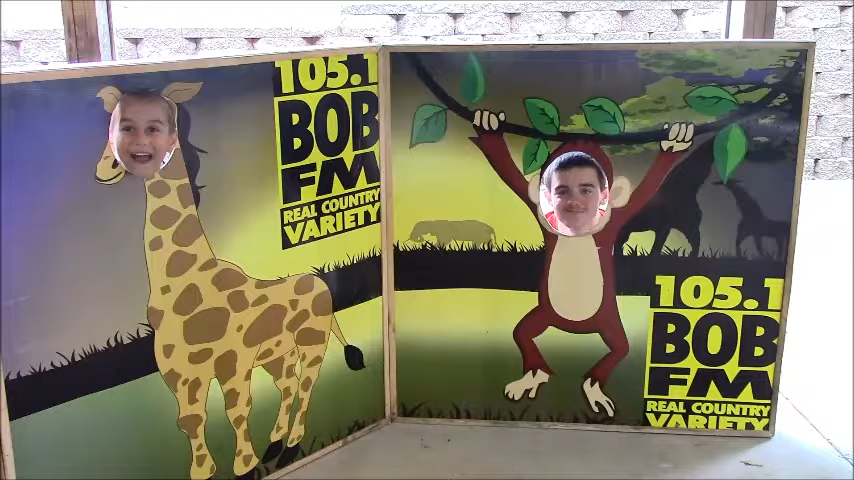 105.1
BOB
FM
REAL COUNTRY
VARIETY
105.1
BOB
FM
REAL COUNTRY
VARIETY